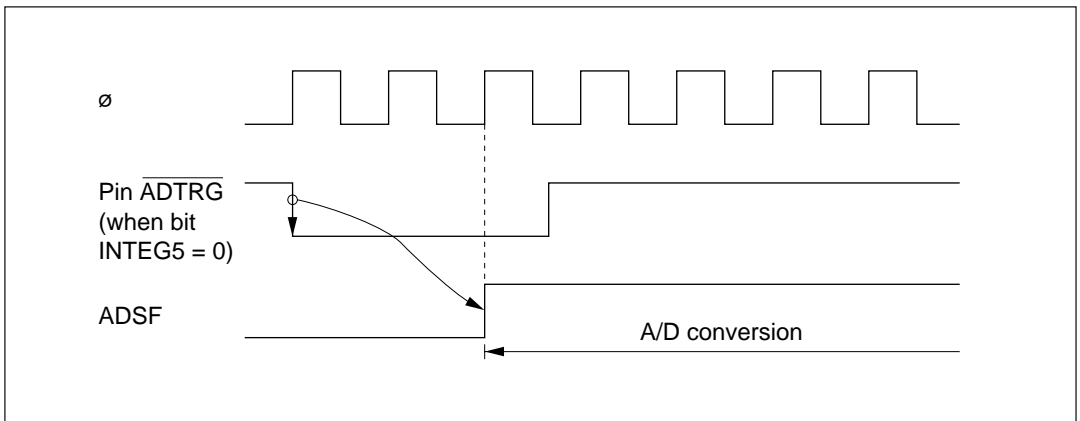 ø
Pin ADTRG
(when bit
INTEG5 = 0)
ADSF
A/D conversion